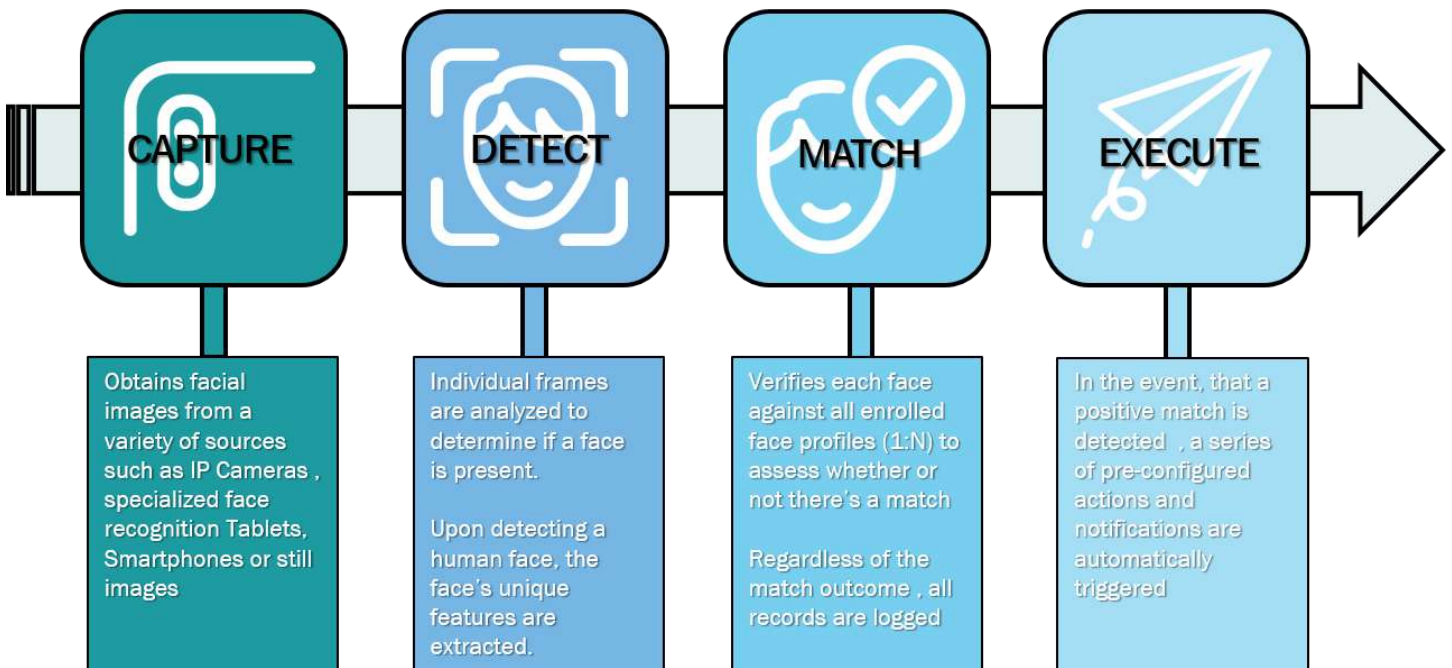 CAPTURE
DETECT
MATCH
EXECUTE
Obtains facial
images from a
variety of sources
such as IP Cameras ,
specialized face
recognition Tablets,
Smartphones or still
images
Individual frames
are analyzed to
determine if a face
is present.
Upon detecting a
human face, the
face's unique
features are
extracted.
Verifies each face
against all enrolled
face profiles (1:N) to
assess whether or
not there's a match
Regardless of the
match outcome , all
records are logged
In the event, that a
positive match is
detected , a series
of pre-configured
actions and
notifications are
automatically
triggered